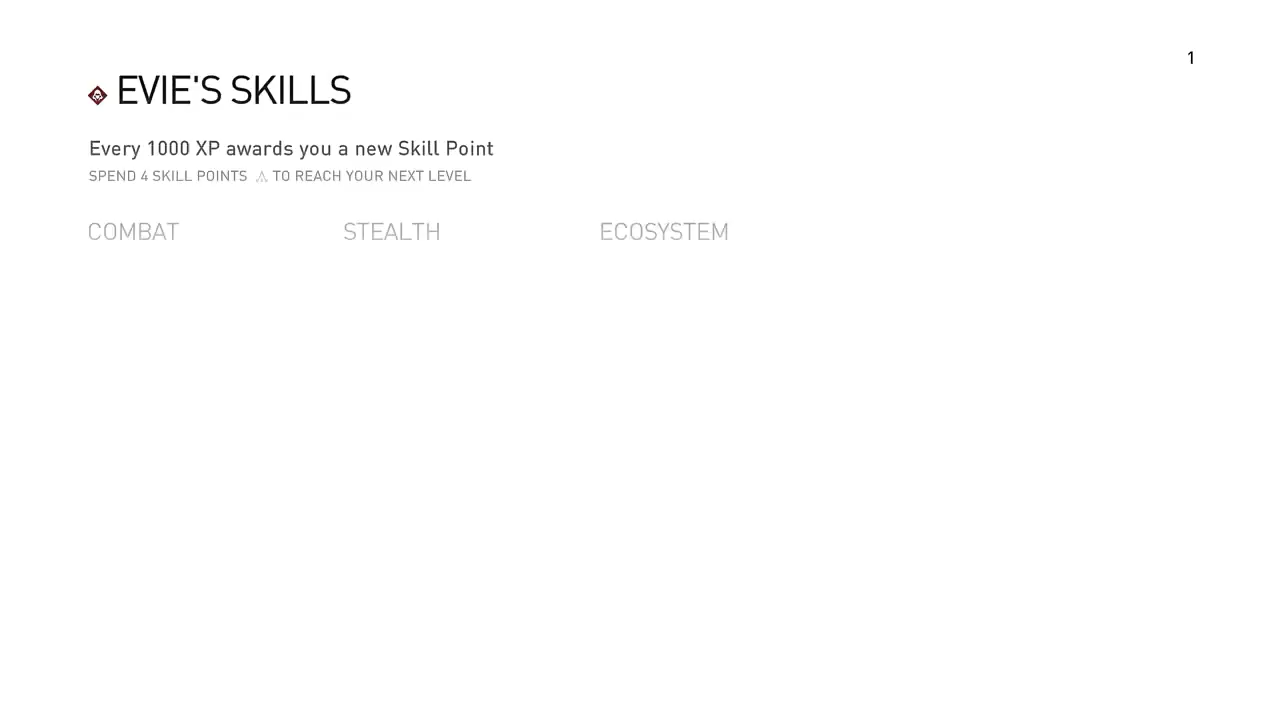 1
EVIE'S SKILLS
Every 1000 XP awards you a new Skill Point
SPEND 4 SKILL POINTS TO REACH YOUR NEXT LEVEL
COMBAT STEALTH ECOSYSTEM